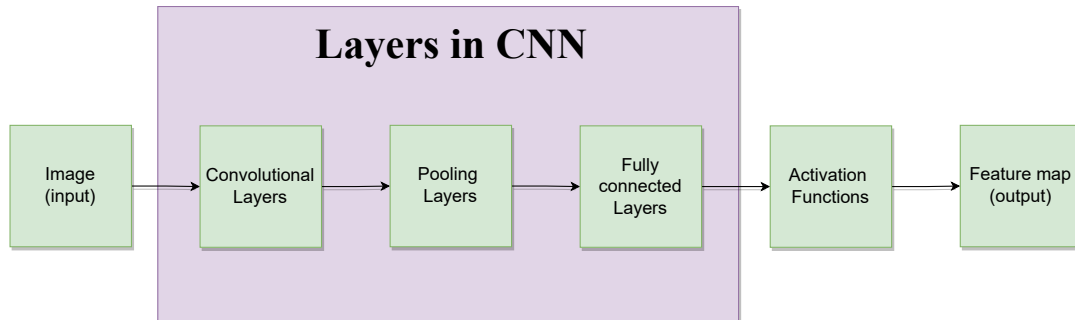 Layers in CNN
Image
(input)
Convolutional
Layers
Pooling
Layers
Fully
connected
Layers
Activation
Functions
Feature map
(output)